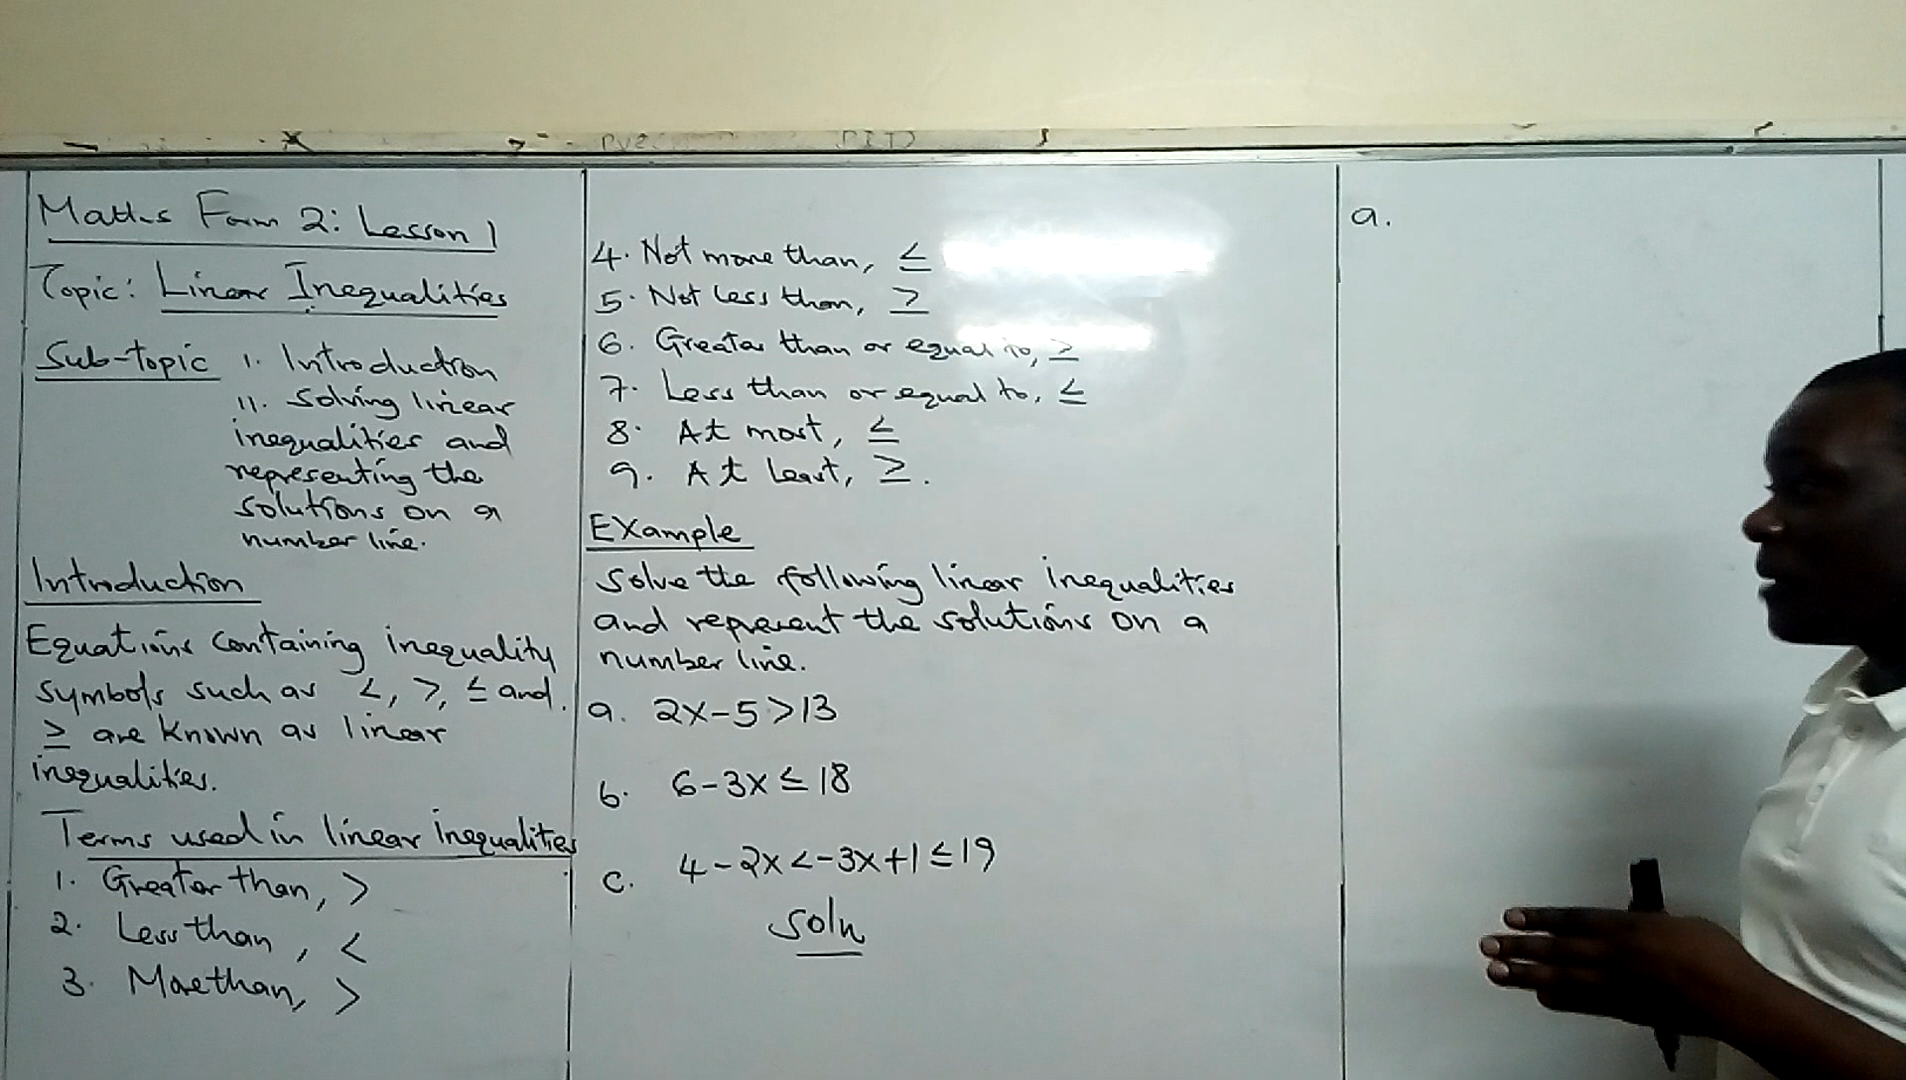 Maths Form 2: Lesson 1
Topic: Linear Inequalities
Sub-topic i. Introduction
ii. Solving linear
inequalities and
representing the
solutions on a
number line.
Introduction
Equations containing inequality
symbols such as <, >, ≤ and
≥ are known as linear
inequalities.
Terms used in linear inequalities
1. Greater than, >
2. Less than, <
3. More than, >
4. Not more than, ≤
5. Not less than, ≥
6. Greater than or equal to, ≥
7. Less than or equal to, ≤
8. At most, ≤
9. At least, ≥.
Example
Solve the following linear inequalities
and represent the solutions on a
number line.
a. 2x-5>13
b. 6-3x≤18
c. 4-2x<-3x+1≤19
soln
a.